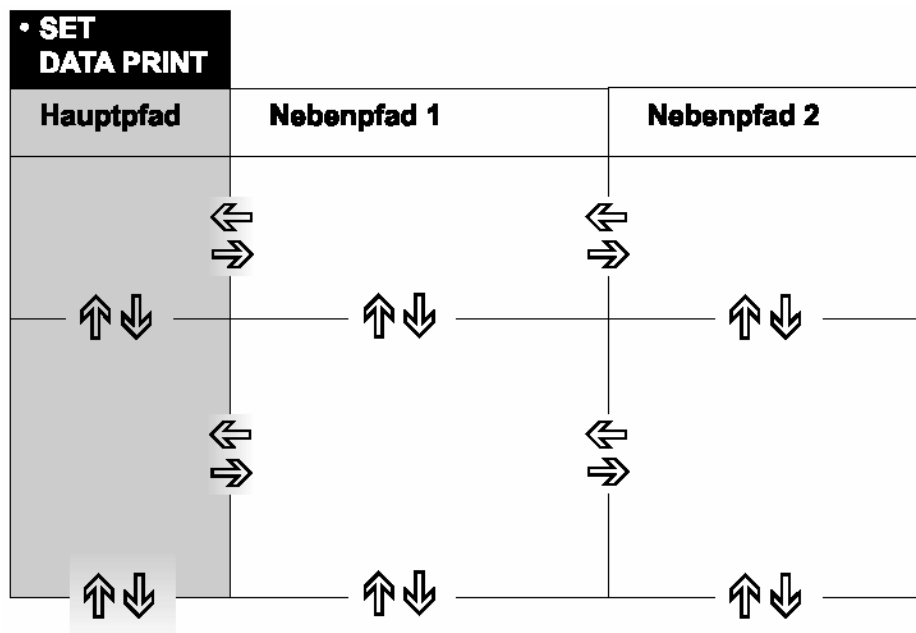 • SET
DATA PRINT
Hauptpfad
Nebenpfad 1
Nebenpfad 2